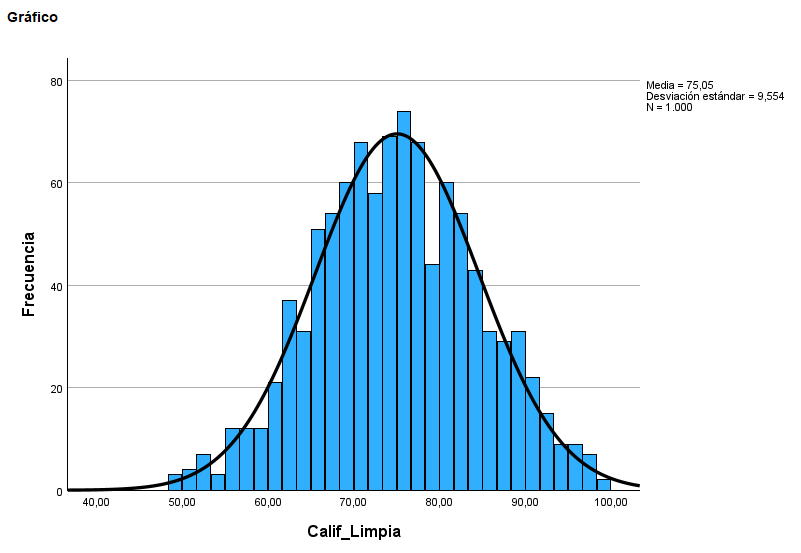 Gráfico
Media = 75,05
Desviación estándar = 9,554
N = 1.000
80
60
40
20
0
Frecuencia
40,00 50,00 60,00 70,00 80,00 90,00 100,00
Calif_Limpia